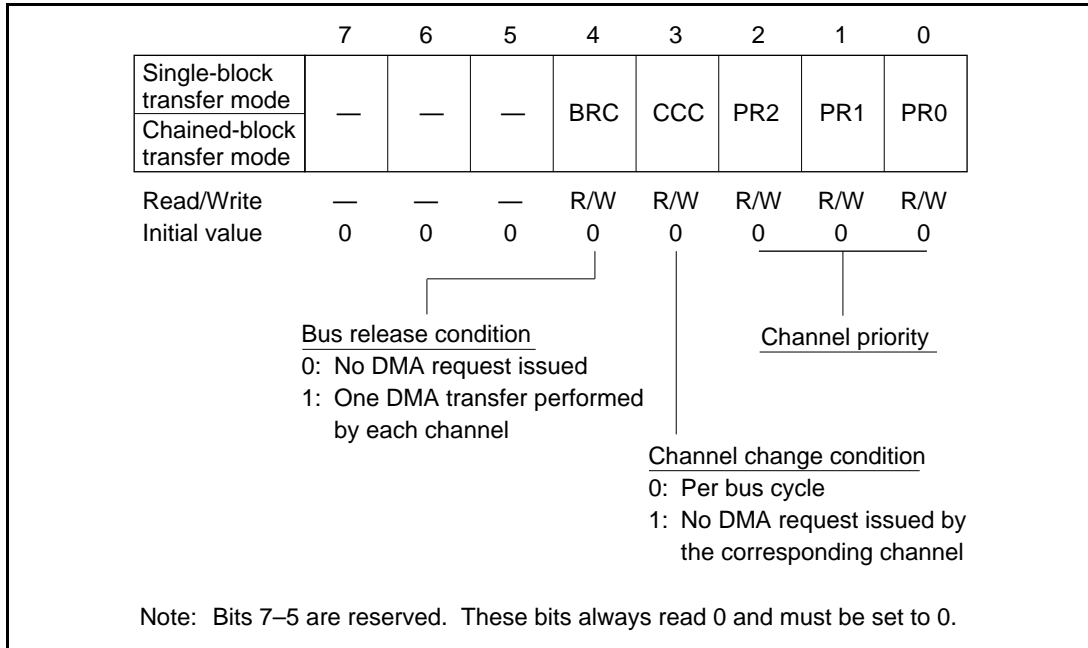 7 6 5 4 3 2 1 0
Single-block
transfer mode
Chained-block
transfer mode
— — — BRC CCC PR2 PR1 PR0
Read/Write — — — R/W R/W R/W R/W R/W
Initial value 0 0 0 0 0 0 0 0
Bus release condition
0: No DMA request issued
1: One DMA transfer performed
by each channel
Channel priority
Channel change condition
0: Per bus cycle
1: No DMA request issued by
the corresponding channel
Note: Bits 7–5 are reserved. These bits always read 0 and must be set to 0.